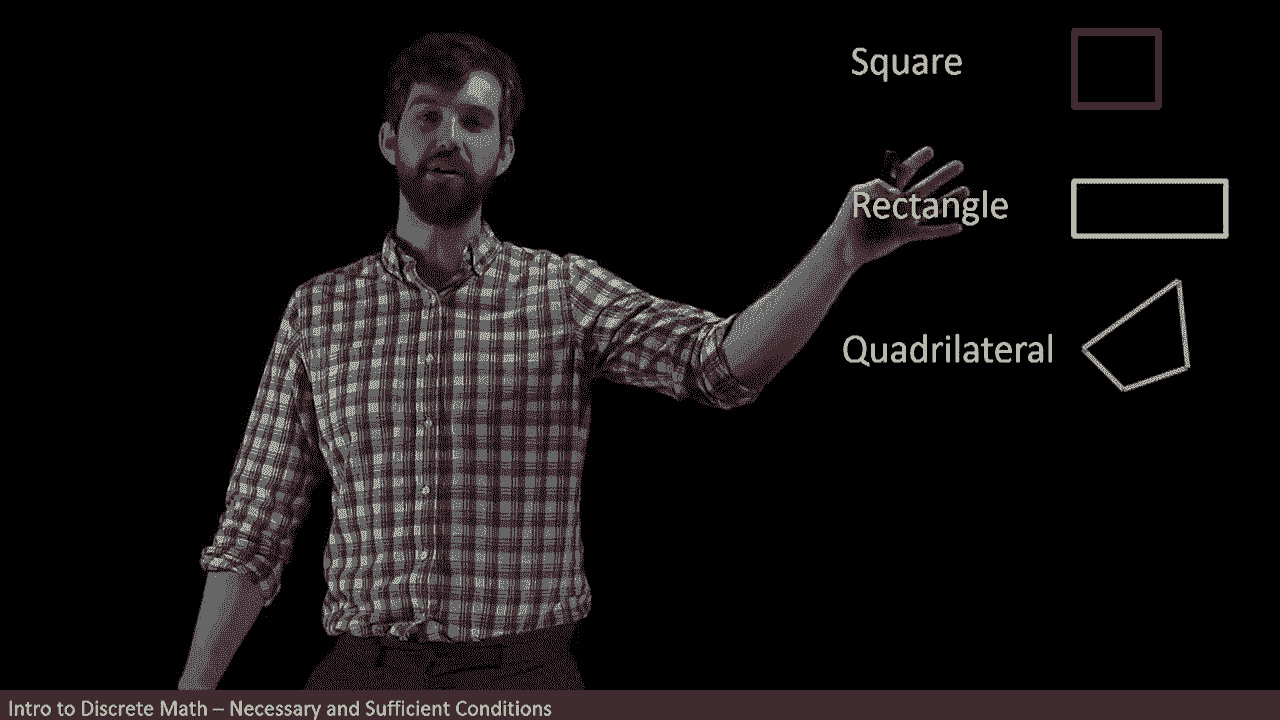 Square
Rectangle
Quadrilateral
Intro to Discrete Math – Necessary and Sufficient Conditions